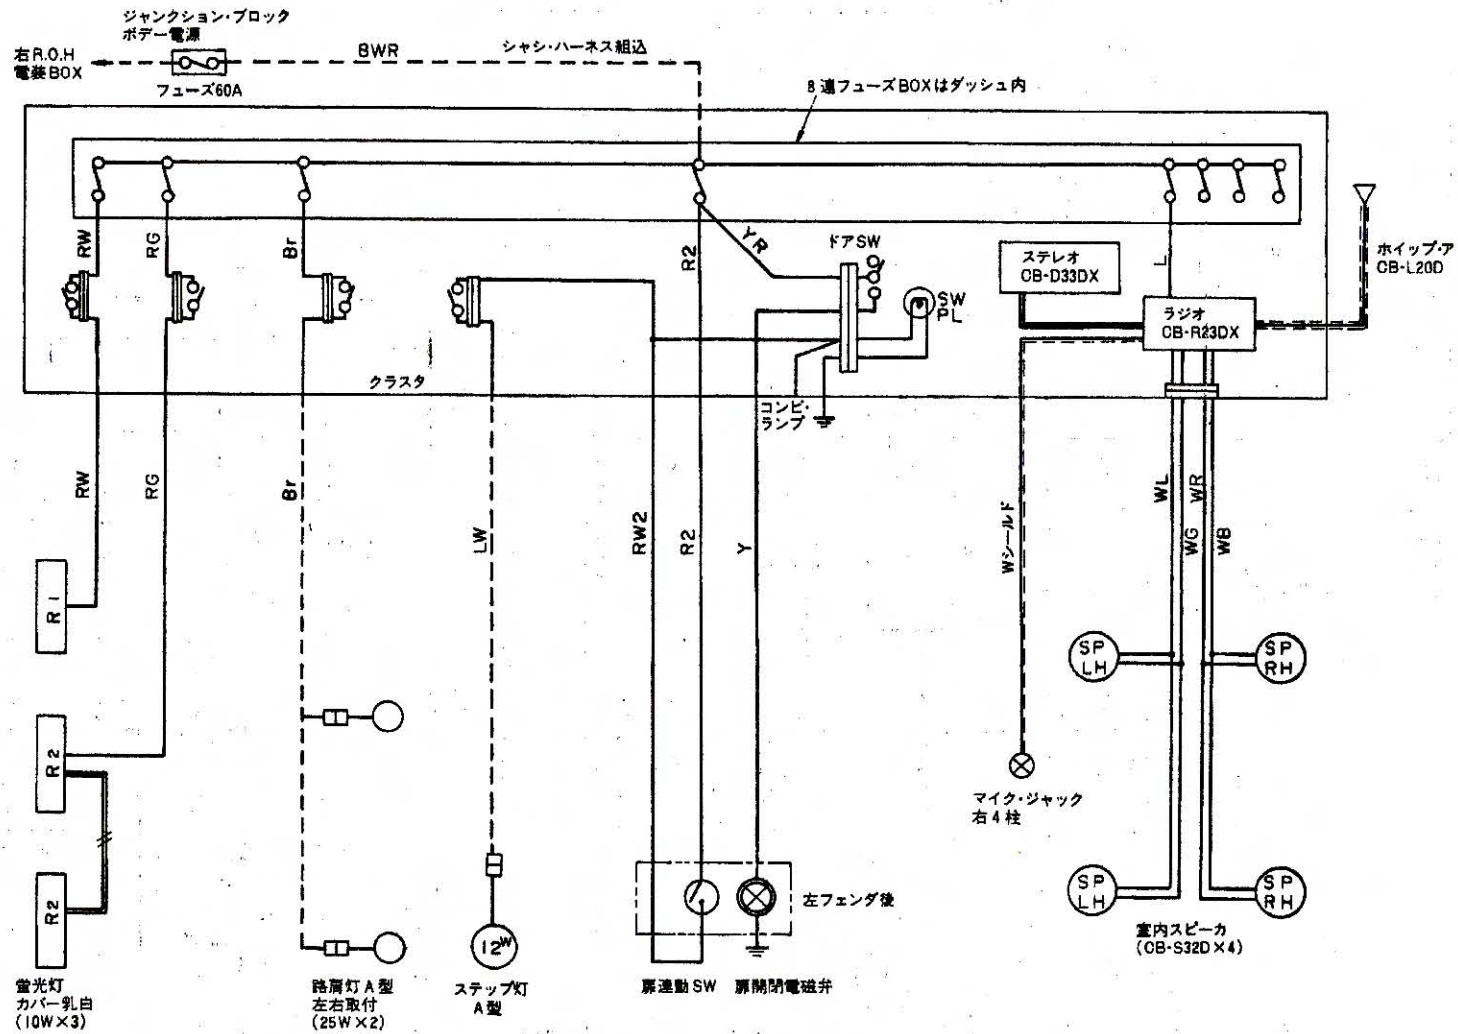 ジャンクション・ブロック
ボデー電源
右R.O.H
電装BOX
BWR
シャシ・ハーネス組込
フューズ60A
8連フューズBOXはダッシュ内
RW
RG
Br
R2
YR
ドアSW
SW
PL
ステレオ
CB-D33DX
L
ラジオ
CB-R23DX
ホイップ・ア
CB-L20D
クラスタ
コンビ・
ランプ
RW
RG
Br
LW
RW2
R2
Y
Wシールド
WL
WR
WG
WB
R1
R2
R2
SP
LH
SP
RH
マイク・ジャック
右4柱
SP
LH
SP
RH
室内スピーカ
(CB-S32D×4)
左フェンダ後
12W
蛍光灯
カバー乳白
(10W×3)
路肩灯A型
左右取付
(25W×2)
ステップ灯
A型
扉連動SW
扉開閉電磁弁